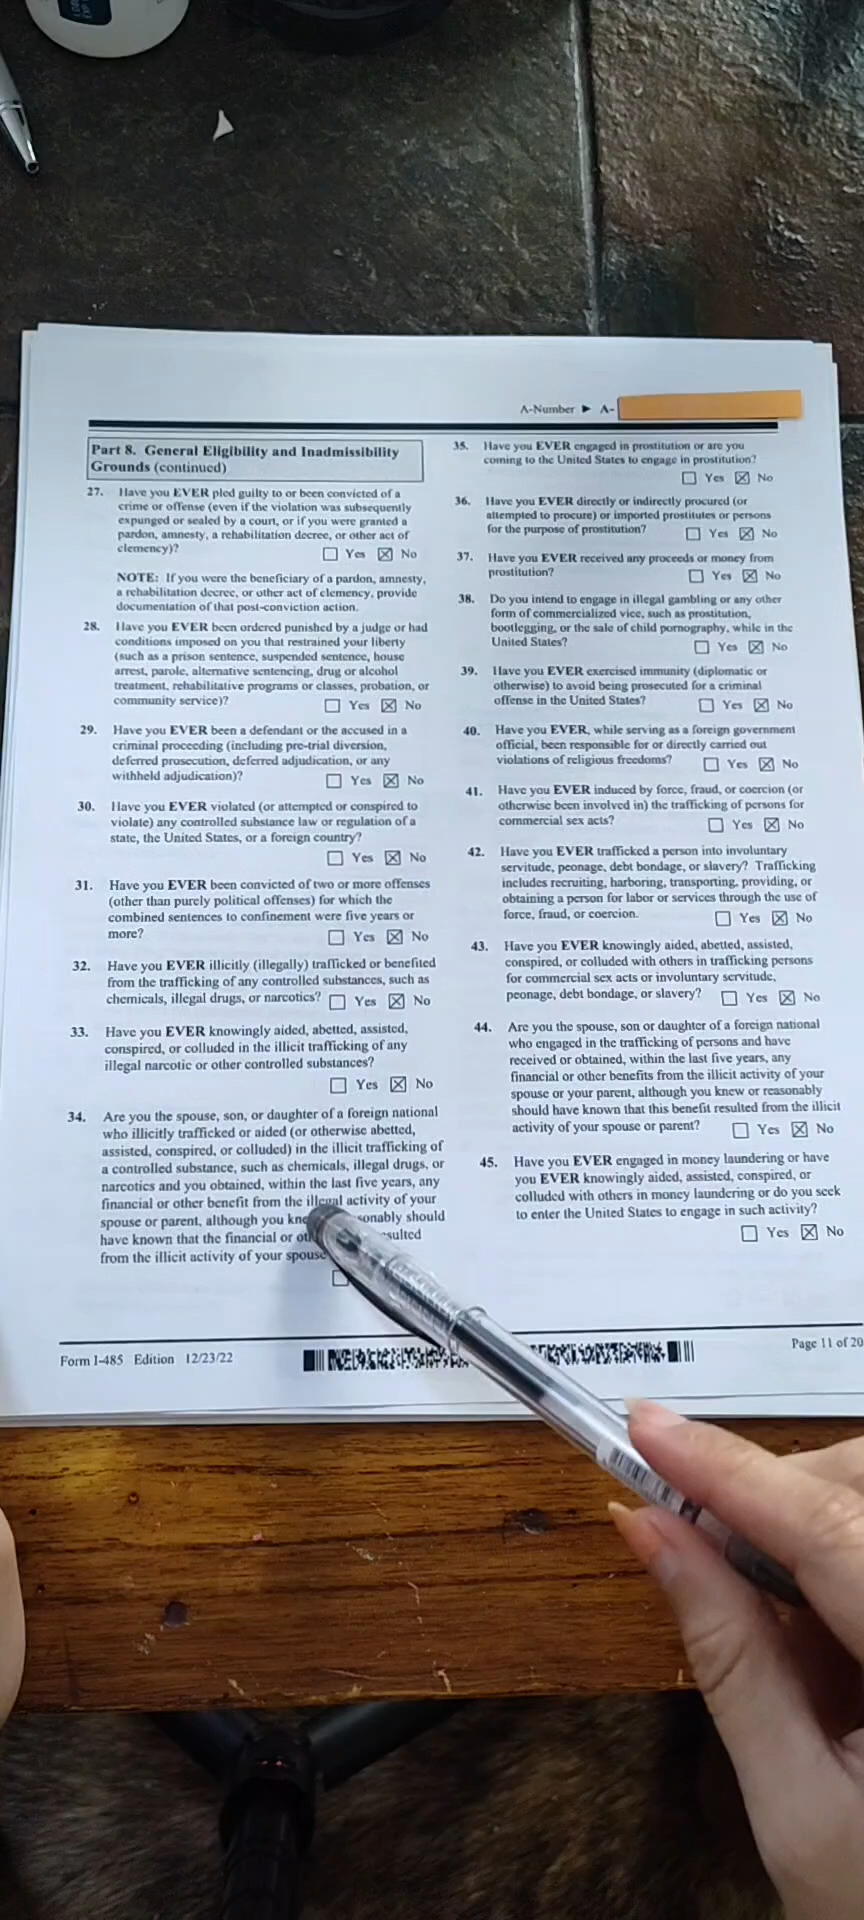 A-Number ► A-
Part 8. General Eligibility and Inadmissibility
Grounds (continued)
27. Have you EVER pled guilty to or been convicted of a
crime or offense (even if the violation was subsequently
expunged or sealed by a court, or if you were granted a
pardon, amnesty, a rehabilitation decree, or other act of
clemency)? Yes No
NOTE: If you were the beneficiary of a pardon, amnesty,
a rehabilitation decree, or other act of clemency, provide
documentation of that post-conviction action.
28. Have you EVER been ordered punished by a judge or had
conditions imposed on you that restrained your liberty
(such as a prison sentence, suspended sentence, house
arrest, parole, alternative sentencing, drug or alcohol
treatment, rehabilitative programs or classes, probation, or
community service)? Yes No
29. Have you EVER been a defendant or the accused in a
criminal proceeding (including pre-trial diversion,
deferred prosecution, deferred adjudication, or any
withheld adjudication)? Yes No
30. Have you EVER violated (or attempted or conspired to
violate) any controlled substance law or regulation of a
state, the United States, or a foreign country?
Yes No
31. Have you EVER been convicted of two or more offenses
(other than purely political offenses) for which the
combined sentences to confinement were five years or
more? Yes No
32. Have you EVER illicitly (illegally) trafficked or benefited
from the trafficking of any controlled substances, such as
chemicals, illegal drugs, or narcotics? Yes No
33. Have you EVER knowingly aided, abetted, assisted,
conspired, or colluded in the illicit trafficking of any
illegal narcotic or other controlled substances?
Yes No
34. Are you the spouse, son, or daughter of a foreign national
who illicitly trafficked or aided (or otherwise abetted,
assisted, conspired, or colluded) in the illicit trafficking of
a controlled substance, such as chemicals, illegal drugs, or
narcotics and you obtained, within the last five years, any
financial or other benefit from the illegal activity of your
spouse or parent, although you should
have known that the financial or
from the illicit activity of your spouse
35. Have you EVER engaged in prostitution or are you
coming to the United States to engage in prostitution?
Yes No
36. Have you EVER directly or indirectly procured (or
attempted to procure) or imported prostitutes or persons
for the purpose of prostitution? Yes No
37. Have you EVER received any proceeds or money from
prostitution? Yes No
38. Do you intend to engage in illegal gambling or any other
form of commercialized vice, such as prostitution,
bootlegging, or the sale of child pornography, while in the
United States? Yes No
39. Have you EVER exercised immunity (diplomatic or
otherwise) to avoid being prosecuted for a criminal
offense in the United States? Yes No
40. Have you EVER, while serving as a foreign government
official, been responsible for or directly carried out
violations of religious freedoms? Yes No
41. Have you EVER induced by force, fraud, or coercion (or
otherwise been involved in) the trafficking of persons for
commercial sex acts? Yes No
42. Have you EVER trafficked a person into involuntary
servitude, peonage, debt bondage, or slavery? Trafficking
includes recruiting, harboring, transporting, providing, or
obtaining a person for labor or services through the use of
force, fraud, or coercion. Yes No
43. Have you EVER knowingly aided, abetted, assisted,
conspired, or colluded with others in trafficking persons
for commercial sex acts or involuntary servitude,
peonage, debt bondage, or slavery? Yes No
44. Are you the spouse, son or daughter of a foreign national
who engaged in the trafficking of persons and have
received or obtained, within the last five years, any
financial or other benefits from the illicit activity of your
spouse or your parent, although you knew or reasonably
should have known that this benefit resulted from the illicit
activity of your spouse or parent? Yes No
45. Have you EVER engaged in money laundering or have
you EVER knowingly aided, assisted, conspired, or
colluded with others in money laundering or do you seek
to enter the United States to engage in such activity?
Yes No
Form I-485 Edition 12/23/22
Page 11 of 20